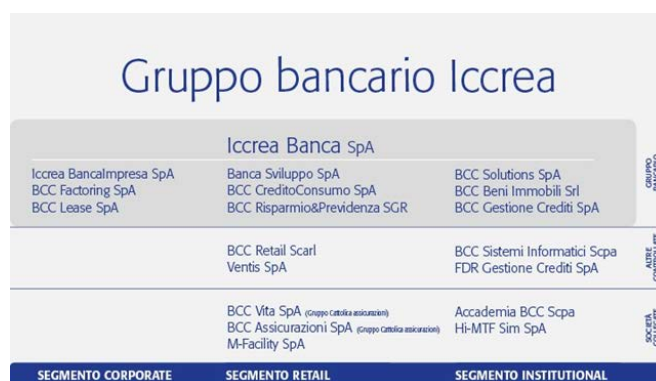 Gruppo bancario Iccrea
Iccrea Banca SpA
Iccrea BancaImpresa SpA
BCC Factoring SpA
BCC Lease SpA
Banca Sviluppo SpA
BCC CreditoConsumo SpA
BCC Risparmio&Previdenza SGR
BCC Solutions SpA
BCC Beni Immobili Srl
BCC Gestione Crediti SpA
GRUPPO
BANCARIO
BCC Retail Scarl
Ventis SpA
BCC Sistemi Informatici Scpa
FDR Gestione Crediti SpA
ALTRE
CONTROLLATE
BCC Vita SpA (Gruppo Cattolica assicurazioni)
BCC Assicurazioni SpA (Gruppo Cattolica assicurazioni)
M-Facility SpA
Accademia BCC Scpa
Hi-MTF Sim SpA
SOCIETÀ
COLLEGATE
SEGMENTO CORPORATE
SEGMENTO RETAIL
SEGMENTO INSTITUTIONAL